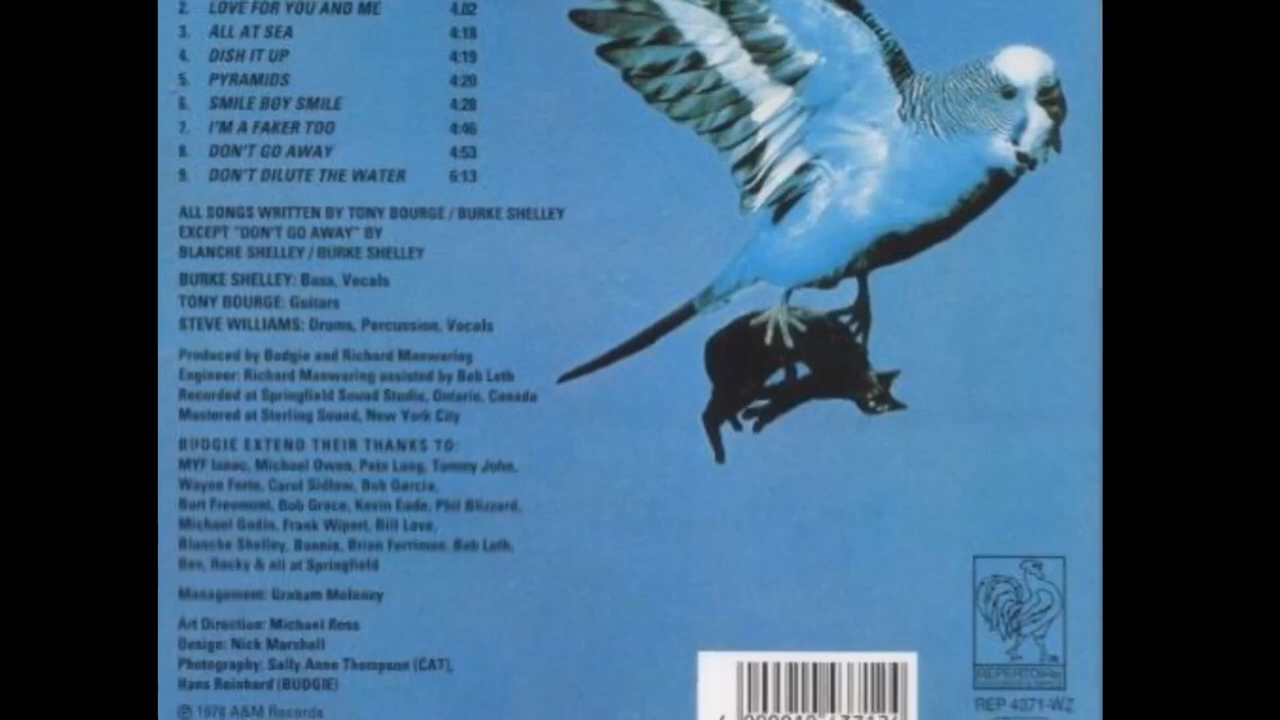 2. LOVE FOR YOU AND ME 4.02
3. ALL AT SEA 4:18
4. DISH IT UP 4:19
5. PYRAMIDS 4:20
6. SMILE BOY SMILE 4:28
7. I'M A FAKER TOO 4:46
8. DON'T GO AWAY 4:53
9. DON'T DILUTE THE WATER 6:13
ALL SONGS WRITTEN BY TONY BOURGE / BURKE SHELLEY
EXCEPT "DON'T GO AWAY" BY
BLANCHE SHELLEY / BURKE SHELLEY
BURKE SHELLEY: Bass, Vocals
TONY BOURGE: Guitars
STEVE WILLIAMS: Drums, Percussion, Vocals
Produced by Budgie and Richard Manwaring
Engineer: Richard Manwaring assisted by Bob Leth
Recorded at Springfield Sound Studio, Ontario, Canada
Mastered at Sterling Sound, New York City
BUDGIE EXTEND THEIR THANKS TO:
MYF Isaac, Michael Owen, Pete Long, Tommy John,
Wayne Forte, Carol Sidlow, Bob Garcia,
Burt Freemont, Bob Grace, Kevin Eade, Phil Blizzard,
Michael Godin, Frank Wipert, Bill Love,
Blanche Shelley, Bonnie, Brian Ferriman, Bob Leth,
Bev, Rocky & all at Springfield
Management: Graham Moloney
Art Direction: Michael Ross
Design: Nick Marshall
Photography: Sally Anne Thompson (CAT),
Hans Reinhard (BUDGIE)
℗ 1978 A&M Records
REPERTOIRE
REP 4371-WZ